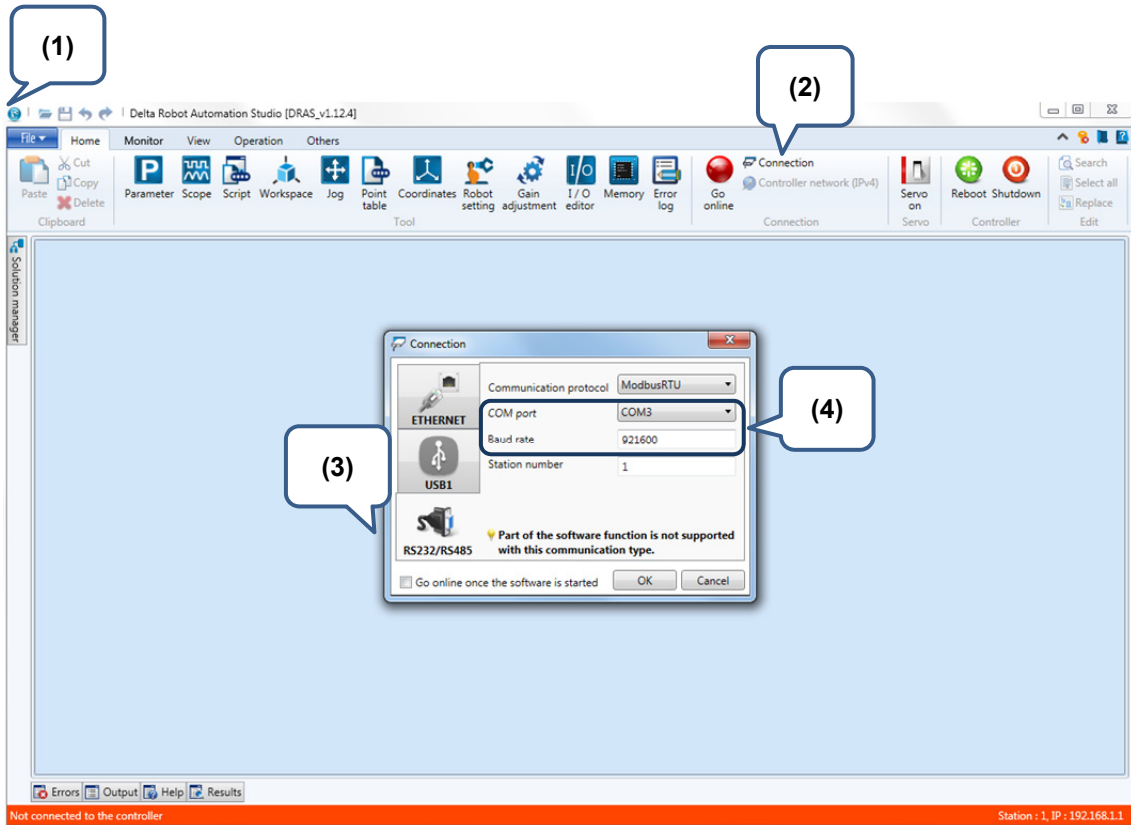 (1)
(2)
Delta Robot Automation Studio [DRAS_v1.12.4]
File Home Monitor View Operation Others
Paste
Cut
Copy
Delete
Clipboard
Parameter Scope Script Workspace Jog Point table Coordinates Robot setting Gain adjustment I/O editor Memory Error log
Tool
Go online
Connection
Controller network (IPv4)
Connection
Servo on
Servo
Reboot Shutdown
Controller
Search
Select all
Replace
Edit
Solution manager
Connection
ETHERNET
USB1
RS232/RS485
Communication protocol ModbusRTU
COM port COM3
Baud rate 921600
Station number 1
Part of the software function is not supported
with this communication type.
Go online once the software is started OK Cancel
(3)
(4)
Errors Output Help Results
Not connected to the controller Station : 1, IP : 192.168.1.1